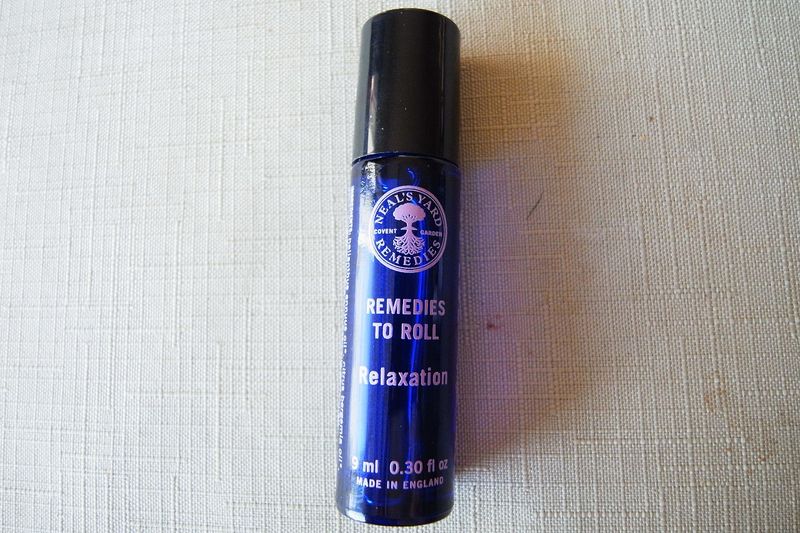 NEAL'S YARD
COVENT GARDEN
REMEDIES
REMEDIES
TO ROLL
Relaxation
9 ml 0.30 fl oz
MADE IN ENGLAND